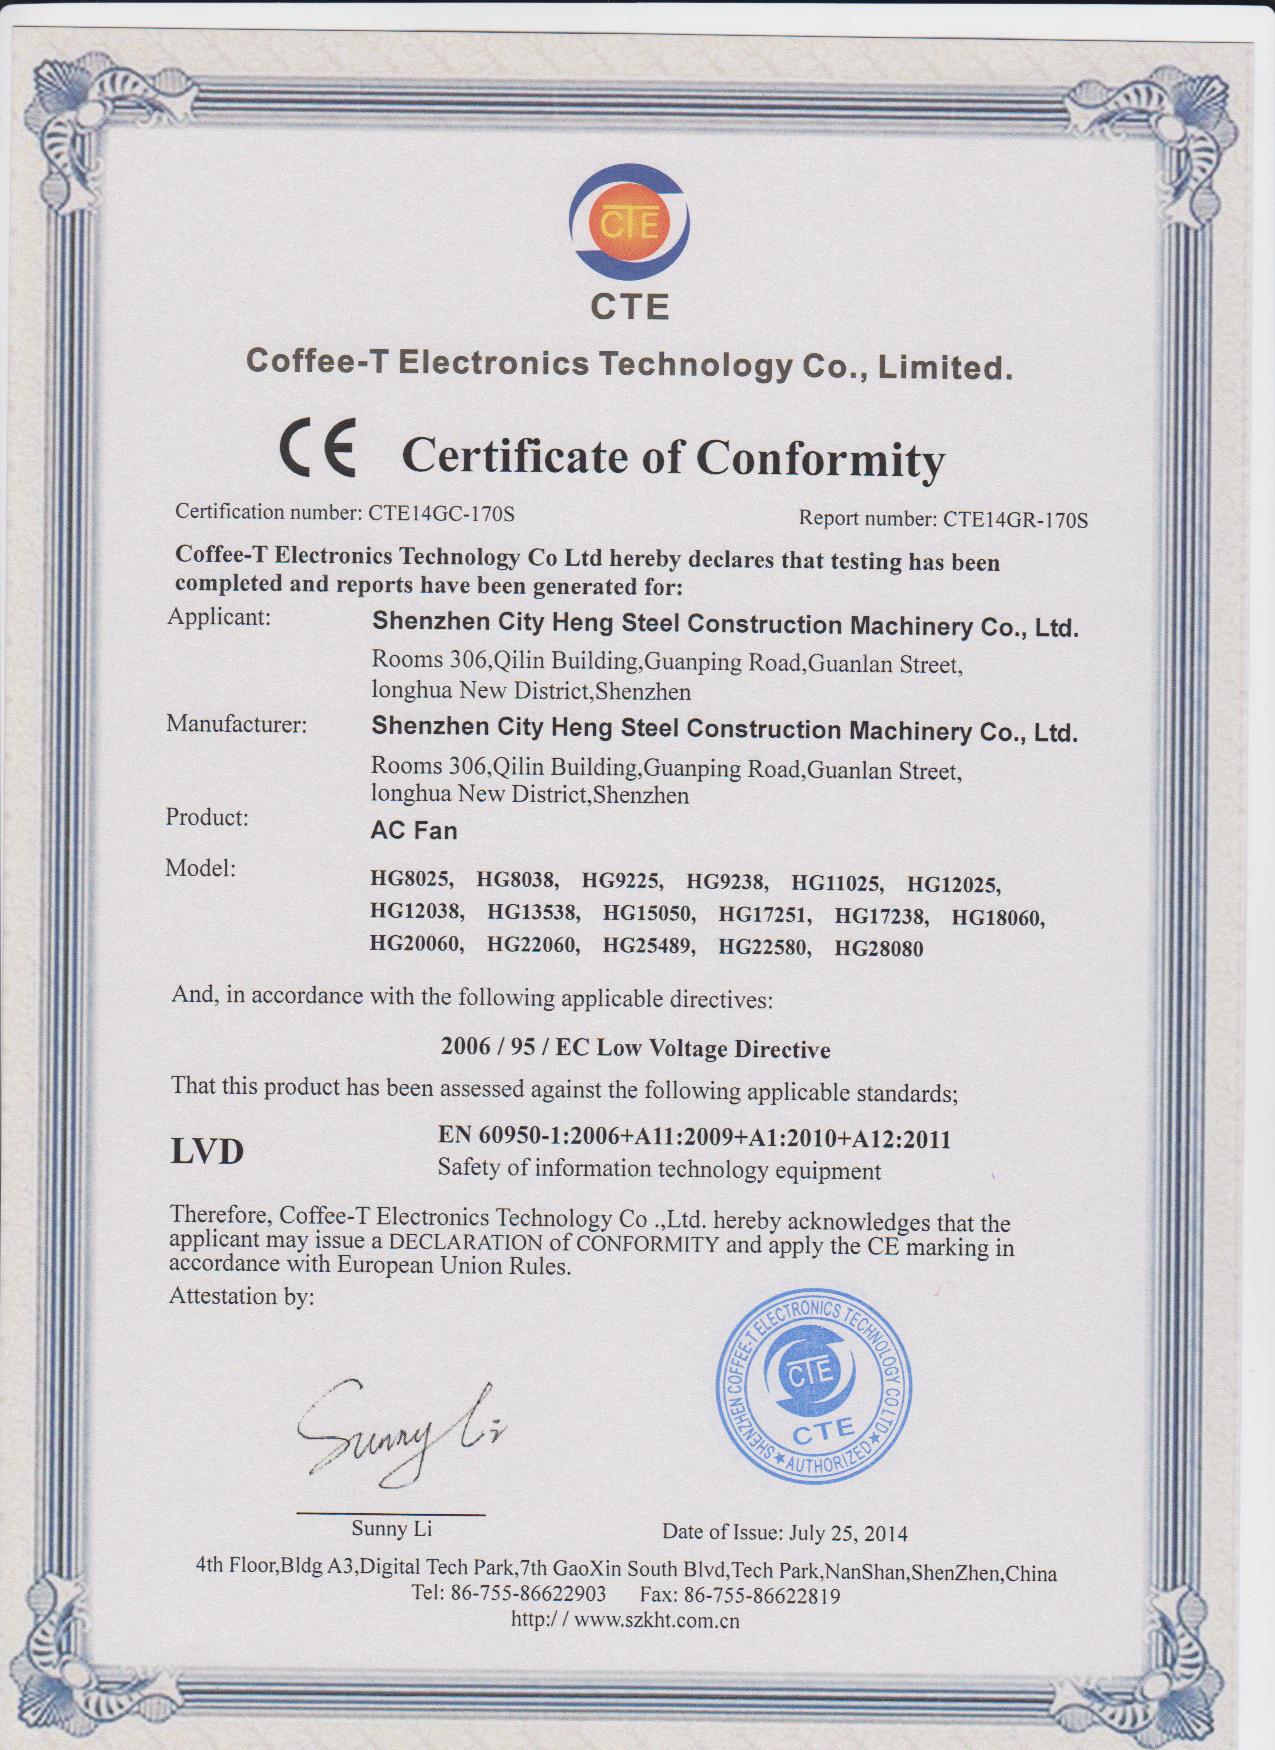 CTE
CTE
Coffee-T Electronics Technology Co., Limited.
CE Certificate of Conformity
Certification number: CTE14GC-170S Report number: CTE14GR-170S
Coffee-T Electronics Technology Co Ltd hereby declares that testing has been
completed and reports have been generated for:
Applicant: Shenzhen City Heng Steel Construction Machinery Co., Ltd.
Rooms 306,Qilin Building,Guanping Road,Guanlan Street,
longhua New District,Shenzhen
Manufacturer: Shenzhen City Heng Steel Construction Machinery Co., Ltd.
Rooms 306,Qilin Building,Guanping Road,Guanlan Street,
longhua New District,Shenzhen
Product: AC Fan
Model: HG8025, HG8038, HG9225, HG9238, HG11025, HG12025,
HG12038, HG13538, HG15050, HG17251, HG17238, HG18060,
HG20060, HG22060, HG25489, HG22580, HG28080
And, in accordance with the following applicable directives:
2006 / 95 / EC Low Voltage Directive
That this product has been assessed against the following applicable standards;
LVD EN 60950-1:2006+A11:2009+A1:2010+A12:2011
Safety of information technology equipment
Therefore, Coffee-T Electronics Technology Co .,Ltd. hereby acknowledges that the
applicant may issue a DECLARATION of CONFORMITY and apply the CE marking in
accordance with European Union Rules.
Attestation by:
Sunny Li
SHENZHEN COFFEE-T ELECTRONICS TECHNOLOGY CO LTD
CTE
CTE
★ AUTHORIZED ★
Sunny Li Date of Issue: July 25, 2014
4th Floor,Bldg A3,Digital Tech Park,7th GaoXin South Blvd,Tech Park,NanShan,ShenZhen,China
Tel: 86-755-86622903 Fax: 86-755-86622819
http:/ / www.szkht.com.cn